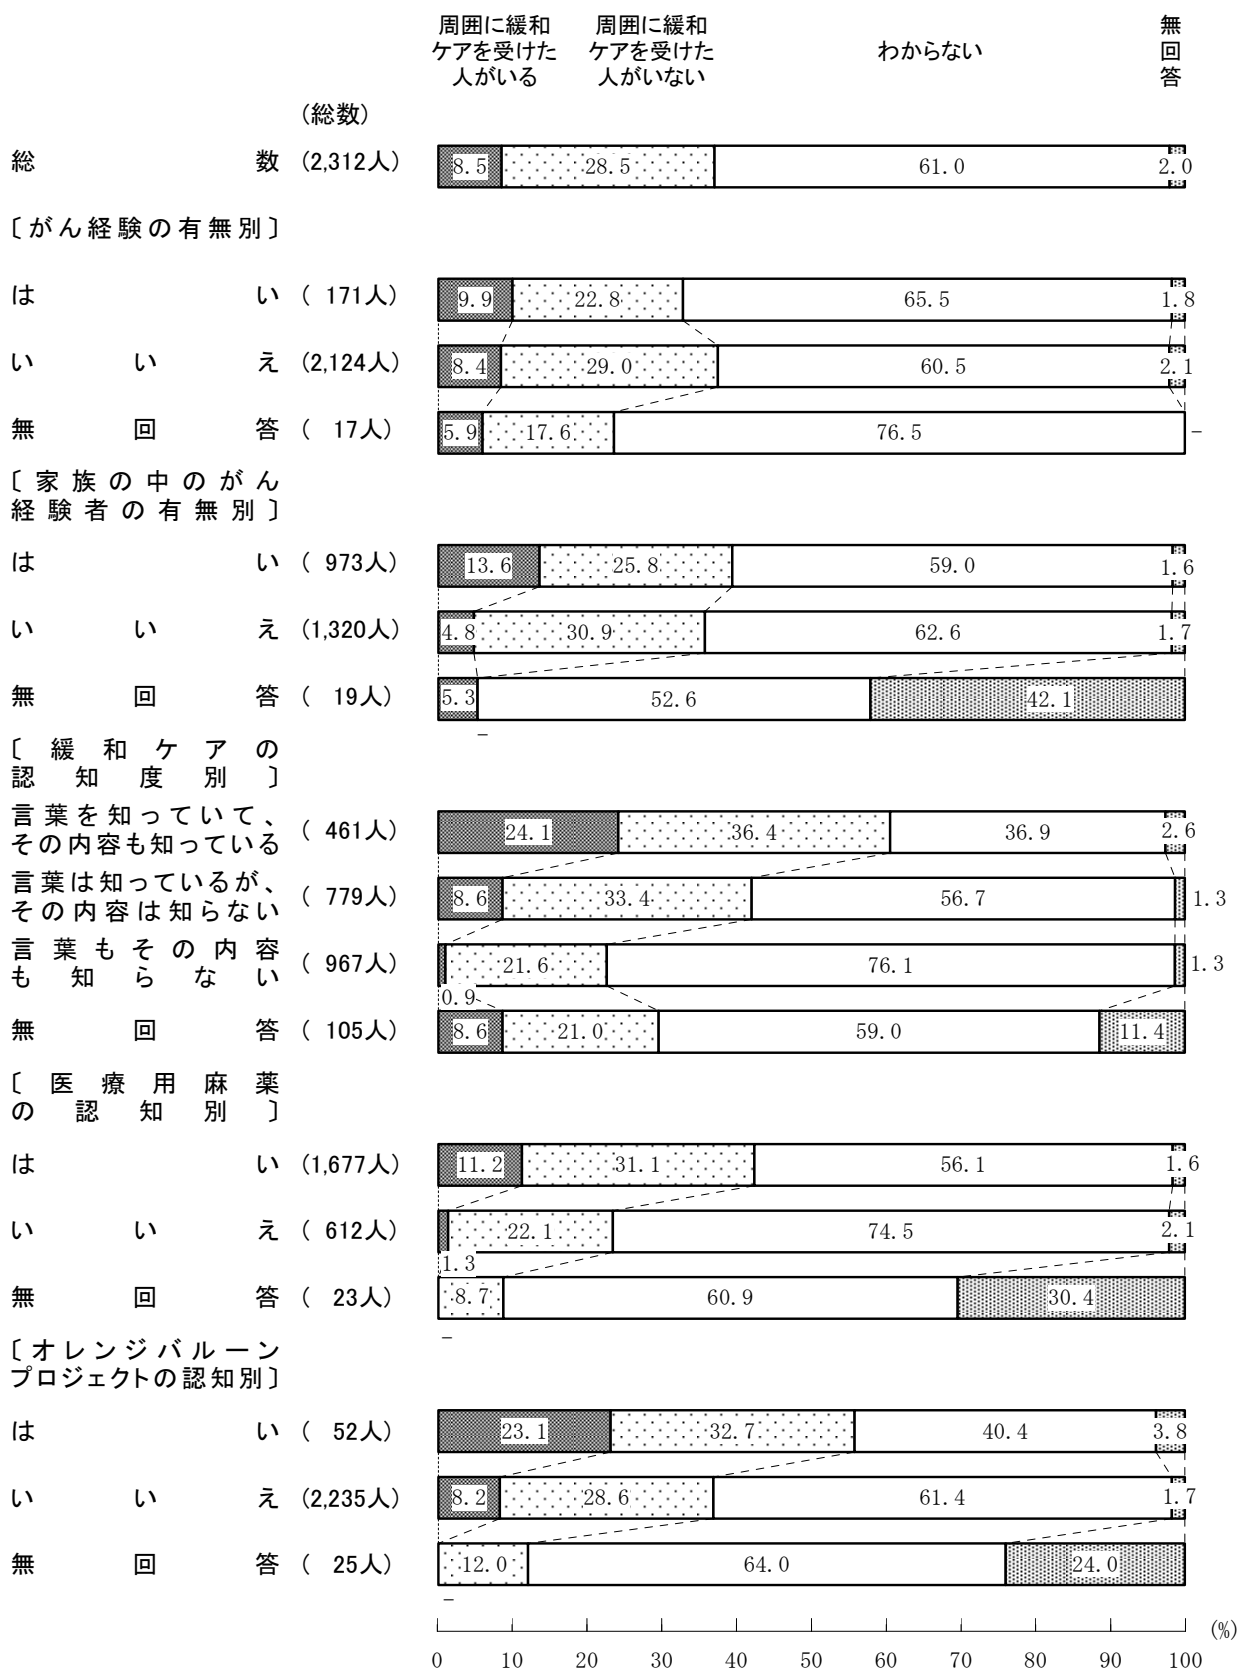 周囲に緩和
ケアを受けた
人がいる
周囲に緩和
ケアを受けた
人がいない
わからない
無
回
答
(総数)
総数 (2,312人) 8.5 28.5 61.0 2.0
〔がん経験の有無別〕
はい ( 171人) 9.9 22.8 65.5 1.8
いいえ (2,124人) 8.4 29.0 60.5 2.1
無回答 ( 17人) 5.9 17.6 76.5 −
〔家族の中のがん
経験者の有無別〕
はい ( 973人) 13.6 25.8 59.0 1.6
いいえ (1,320人) 4.8 30.9 62.6 1.7
無回答 ( 19人) 5.3 52.6 42.1
−
〔緩和ケアの
認知度別〕
言葉を知っていて、
その内容も知っている ( 461人) 24.1 36.4 36.9 2.6
言葉は知っているが、
その内容は知らない ( 779人) 8.6 33.4 56.7 1.3
言葉もその内容
も知らない ( 967人) 21.6 76.1 1.3
0.9
無回答 ( 105人) 8.6 21.0 59.0 11.4
〔医療用麻薬
の認知別〕
はい (1,677人) 11.2 31.1 56.1 1.6
いいえ ( 612人) 22.1 74.5 2.1
1.3
無回答 ( 23人) 8.7 60.9 30.4
−
〔オレンジバルーン
プロジェクトの認知別〕
はい ( 52人) 23.1 32.7 40.4 3.8
いいえ (2,235人) 8.2 28.6 61.4 1.7
無回答 ( 25人) 12.0 64.0 24.0
−
(%)
0 10 20 30 40 50 60 70 80 90 100